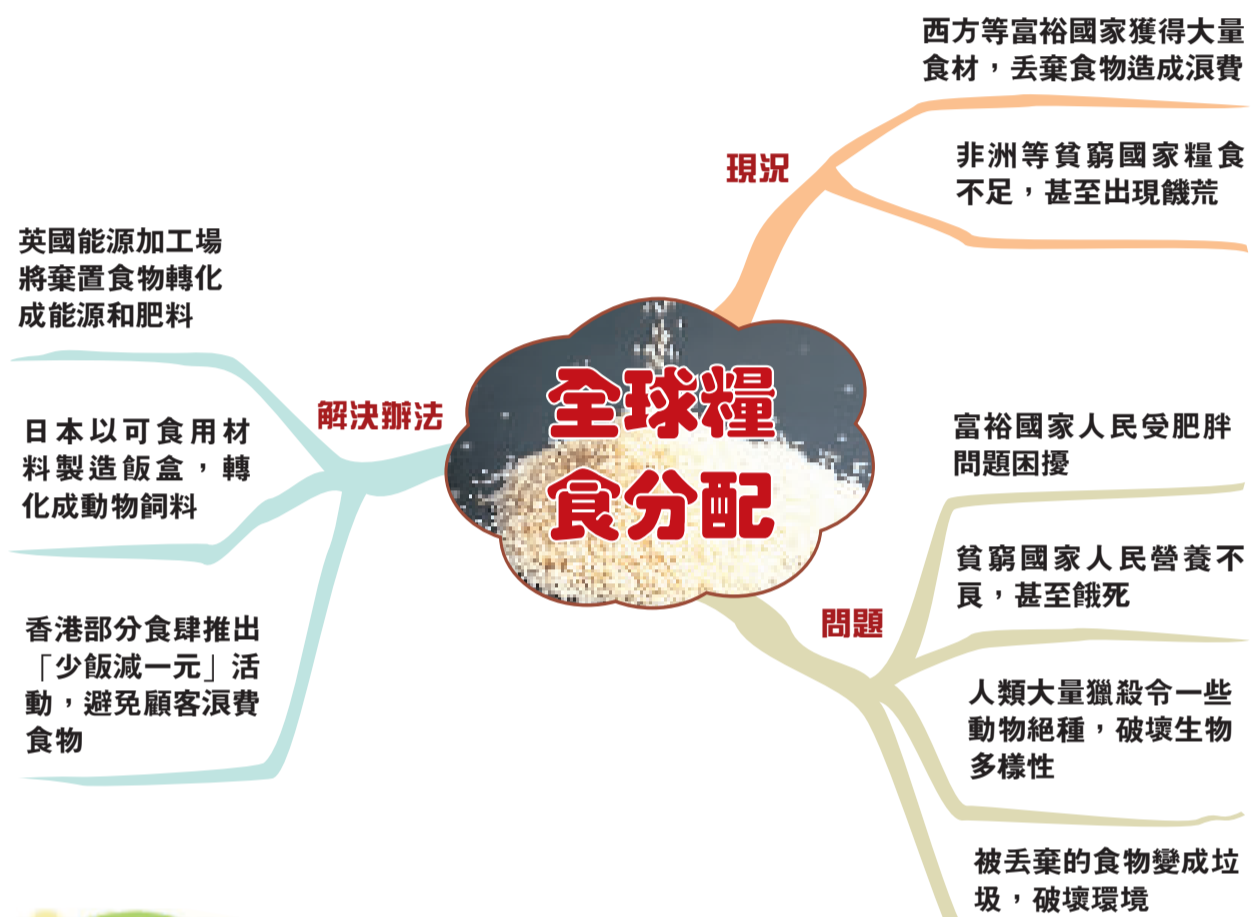 全球糧
食分配
現況
西方等富裕國家獲得大量
食材，丟棄食物造成浪費
非洲等貧窮國家糧食
不足，甚至出現饑荒
問題
富裕國家人民受肥胖
問題困擾
貧窮國家人民營養不
良，甚至餓死
人類大量獵殺令一些
動物絕種，破壞生物
多樣性
被丟棄的食物變成垃
圾，破壞環境
解決辦法
英國能源加工場
將棄置食物轉化
成能源和肥料
日本以可食用材
料製造飯盒，轉
化成動物飼料
香港部分食肆推出
「少飯減一元」活
動，避免顧客浪費
食物